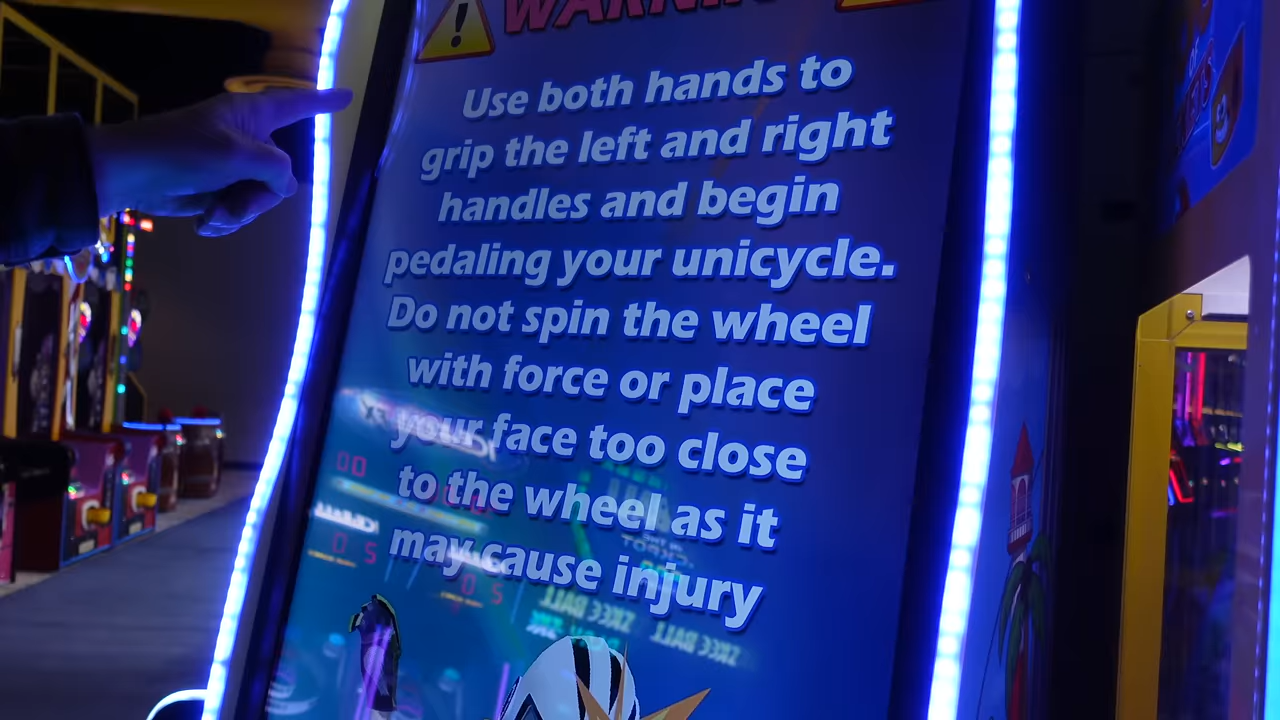 WARNIN
Use both hands to
grip the left and right
handles and begin
pedaling your unicycle.
Do not spin the wheel
with force or place
your face too close
to the wheel as it
may cause injury